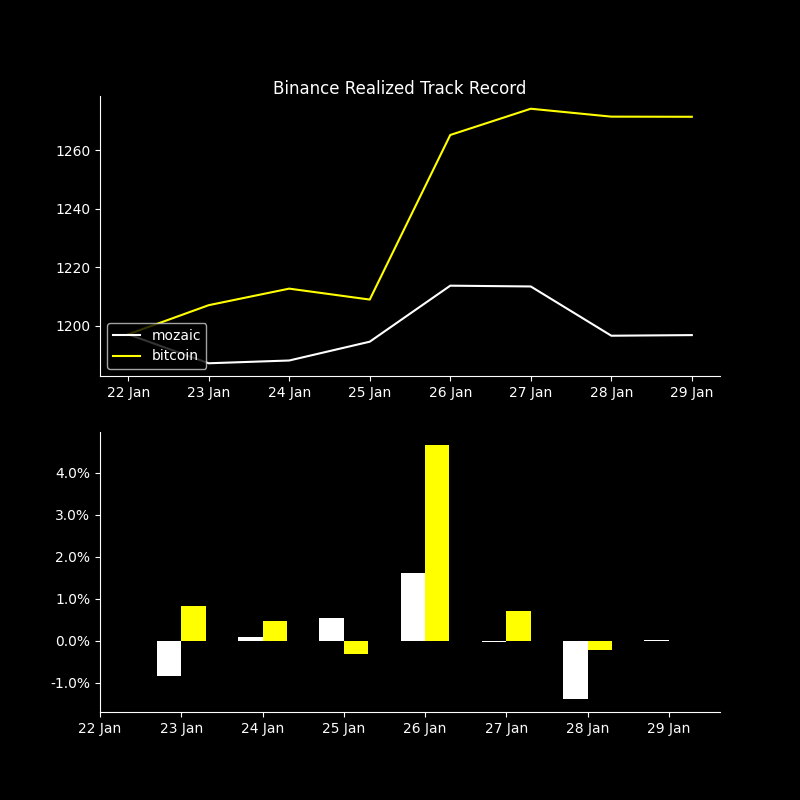 Binance Realized Track Record
1260
1240
1220
1200
mozaic
bitcoin
22 Jan 23 Jan 24 Jan 25 Jan 26 Jan 27 Jan 28 Jan 29 Jan
4.0%
3.0%
2.0%
1.0%
0.0%
-1.0%
22 Jan 23 Jan 24 Jan 25 Jan 26 Jan 27 Jan 28 Jan 29 Jan